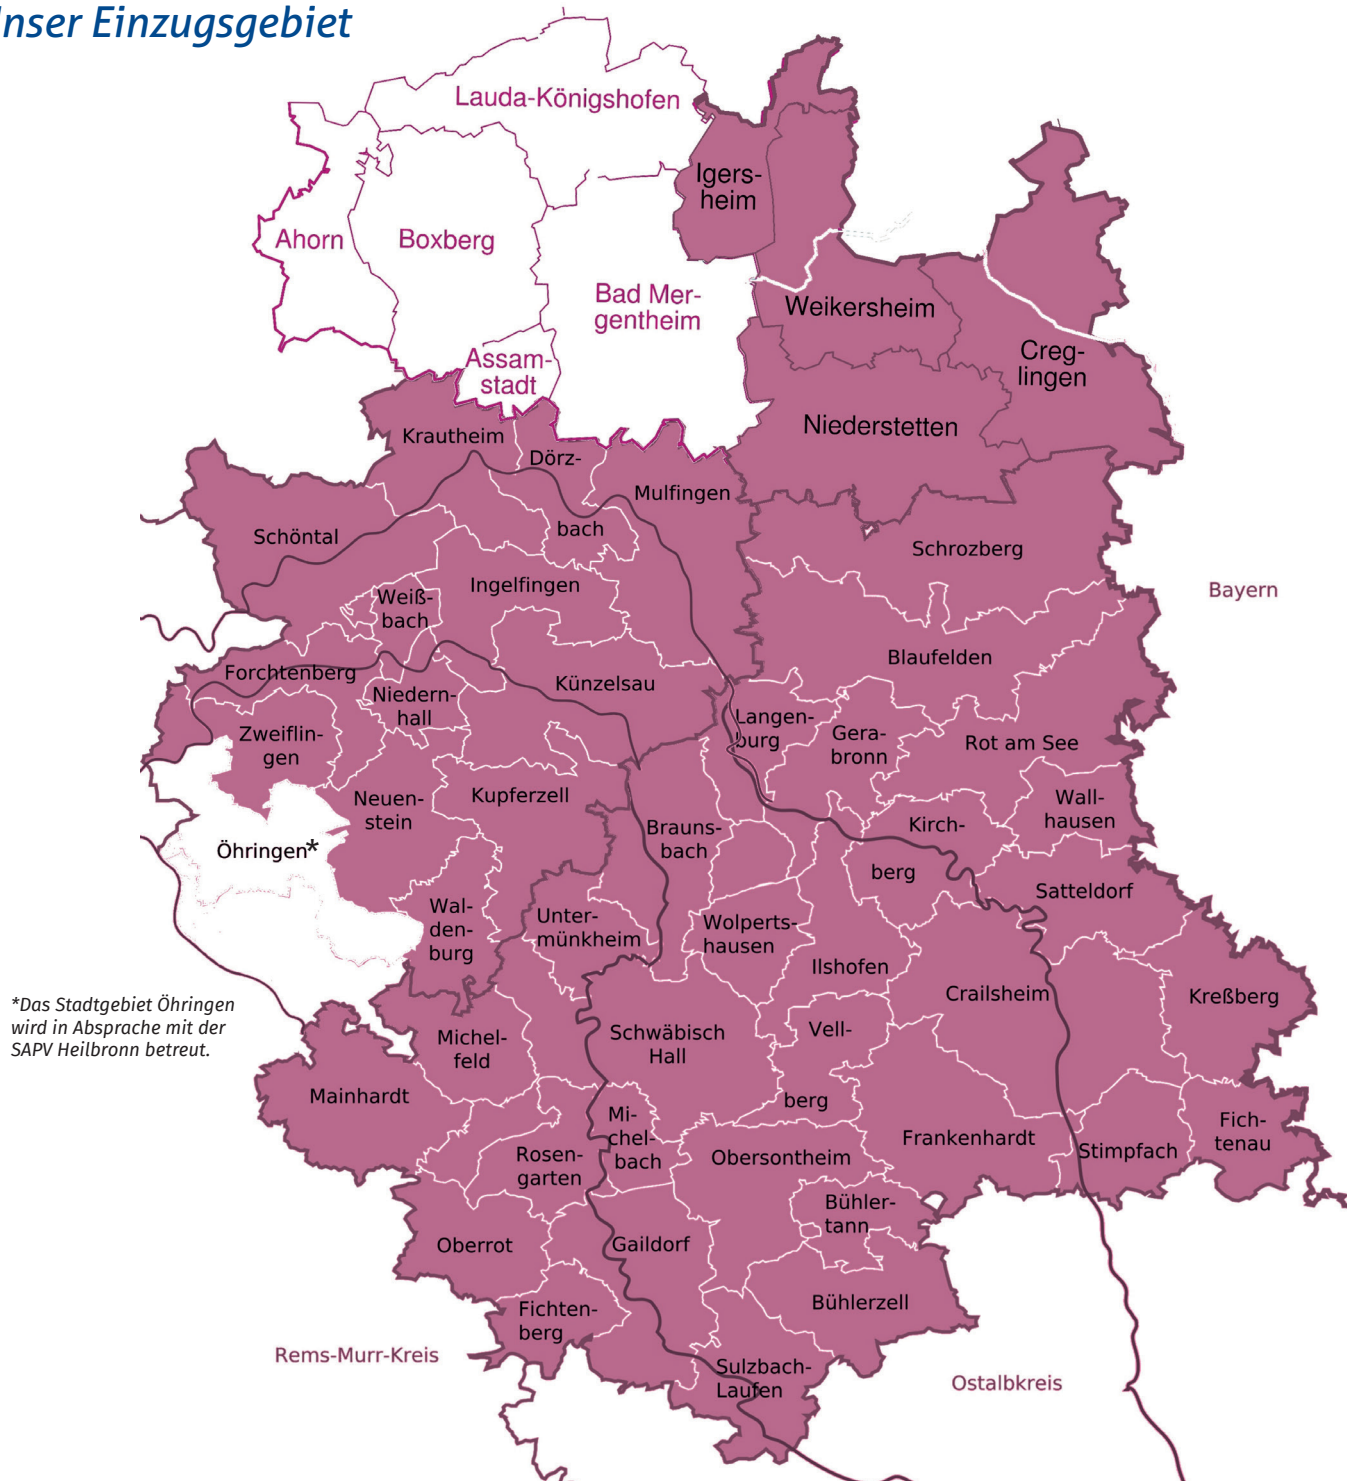 Unser Einzugsgebiet
Lauda-Königshofen
Igers-
heim
Ahorn
Boxberg
Bad Mer-
gentheim
Weikersheim
Assam-
stadt
Creg-
lingen
Niederstetten
Krautheim
Dörz-
bach
Mulfingen
Schöntal
Schrozberg
Bayern
Ingelfingen
Weiß-
bach
Blaufelden
Forchtenberg
Künzelsau
Niedern-
hall
Langen-
burg
Gera-
bronn
Rot am See
Zweiflin-
gen
Neuen-
stein
Kupferzell
Wall-
hausen
Brauns-
bach
Kirch-
berg
Öhringen*
Satteldorf
Wal-
den-
burg
Unter-
münkheim
Wolperts-
hausen
Ilshofen
Crailsheim
Kreßberg
*Das Stadtgebiet Öhringen
wird in Absprache mit der
SAPV Heilbronn betreut.
Michel-
feld
Schwäbisch
Hall
Vell-
berg
Mainhardt
Mi-
chel-
bach
Frankenhardt
Stimpfach
Fich-
tenau
Rosen-
garten
Obersontheim
Bühler-
tann
Oberrot
Gaildorf
Bühlerzell
Fichten-
berg
Rems-Murr-Kreis
Sulzbach-
Laufen
Ostalbkreis